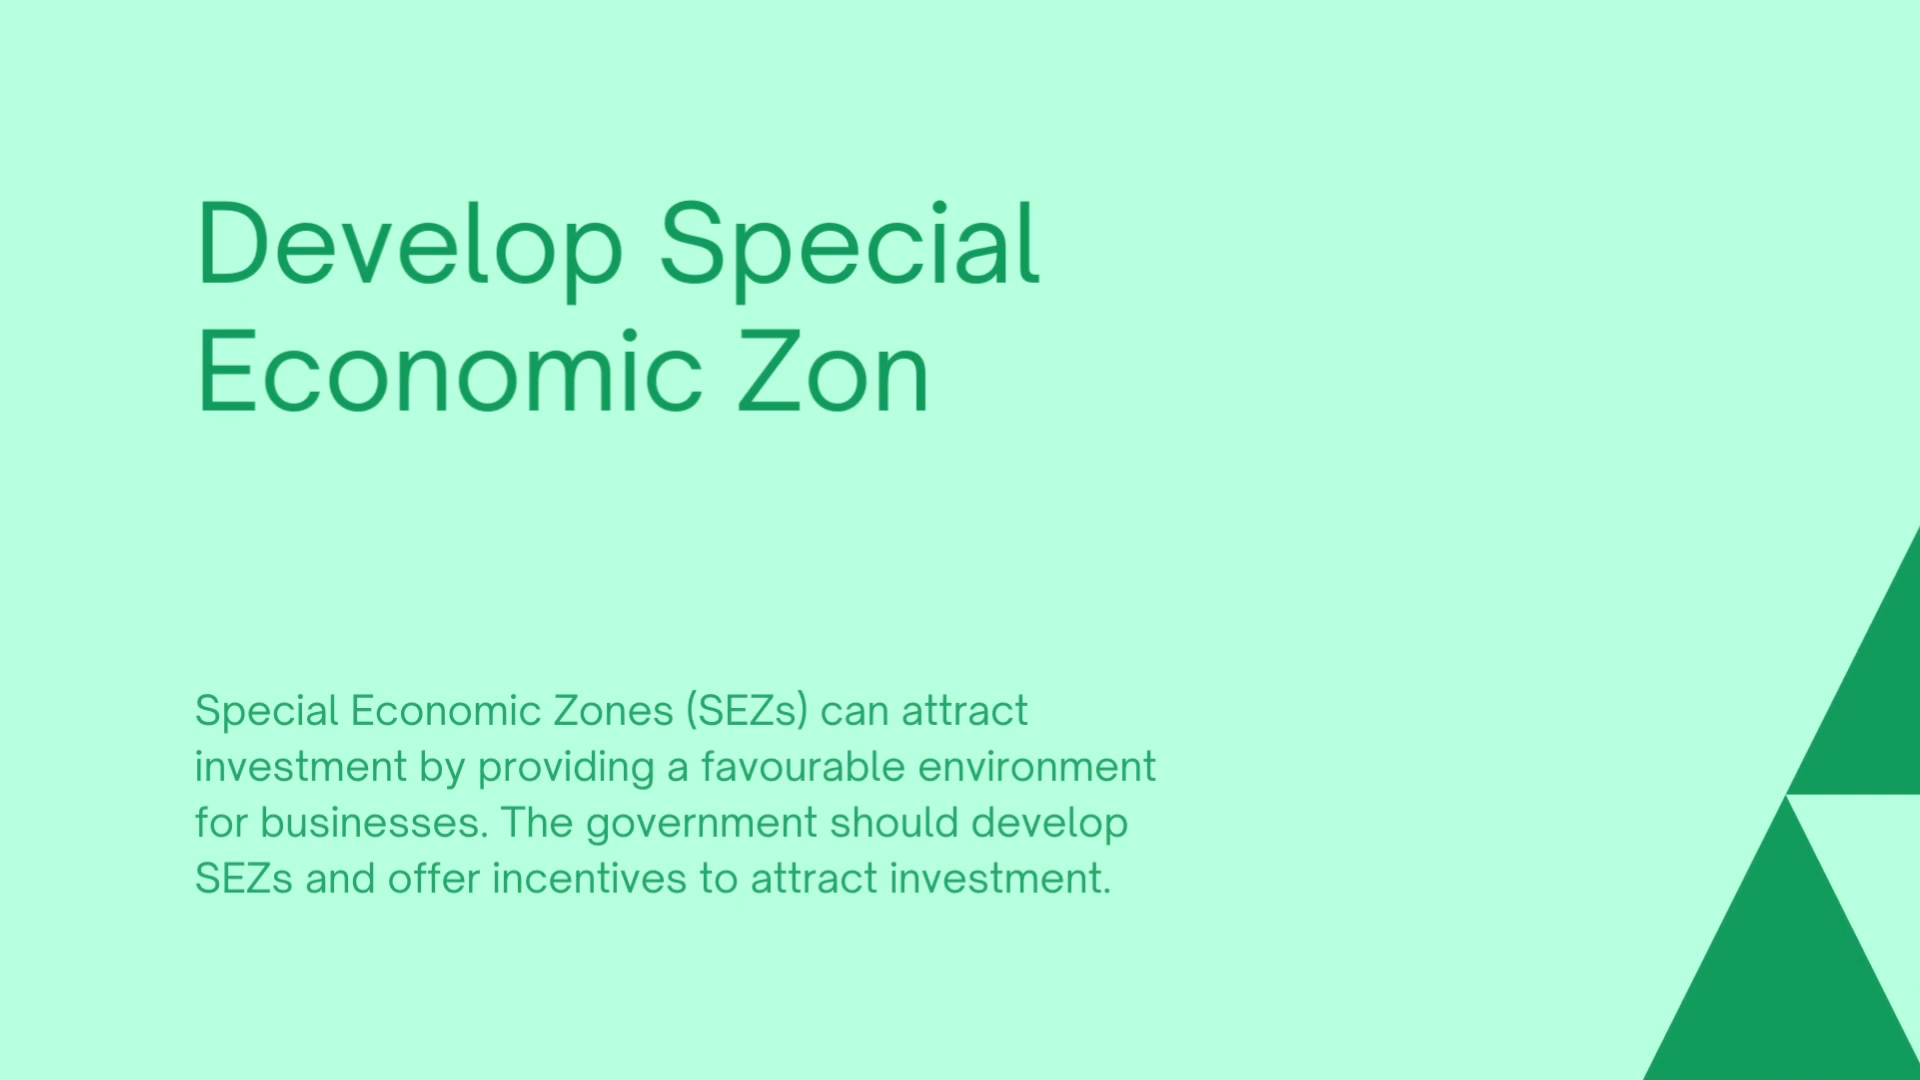 Develop Special
Economic Zon
Special Economic Zones (SEZs) can attract
investment by providing a favourable environment
for businesses. The government should develop
SEZs and offer incentives to attract investment.